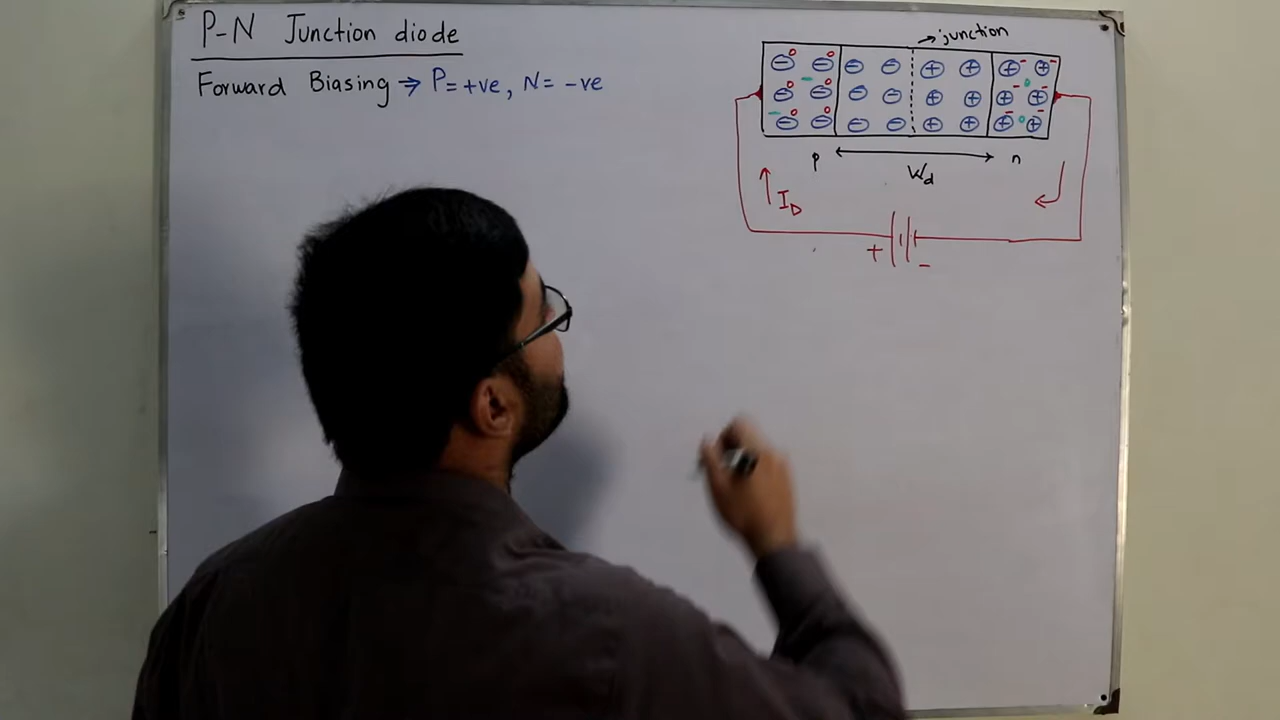 P-N Junction diode
Forward Biasing → P = +ve, N = -ve
→ junction
p
n
Wd
ID
+
-